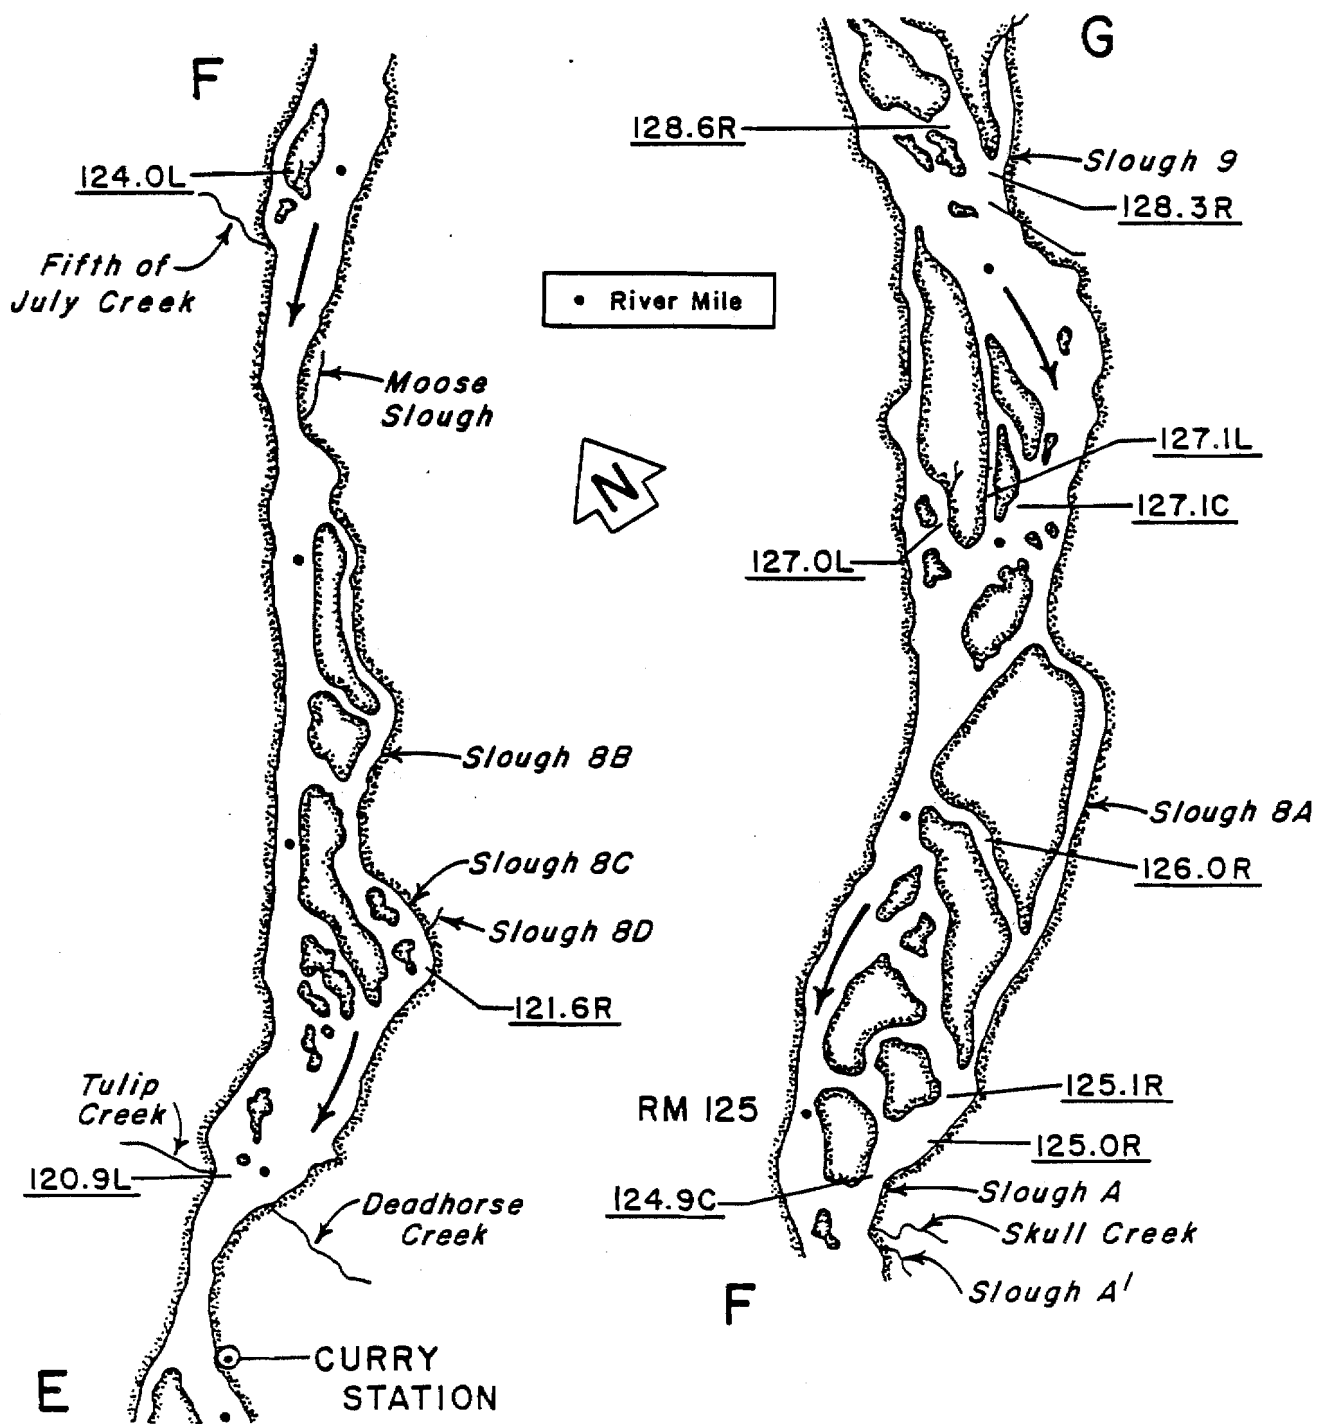 F
124.0L
Fifth of
July Creek
Moose
Slough
Slough 8B
Slough 8C
Slough 8D
121.6R
Tulip
Creek
120.9L
Deadhorse
Creek
CURRY
STATION
E
• River Mile
N
G
128.6R
Slough 9
128.3R
127.1L
127.1C
127.0L
Slough 8A
126.0R
RM 125
125.1R
125.0R
124.9C
Slough A
Skull Creek
Slough A'
F